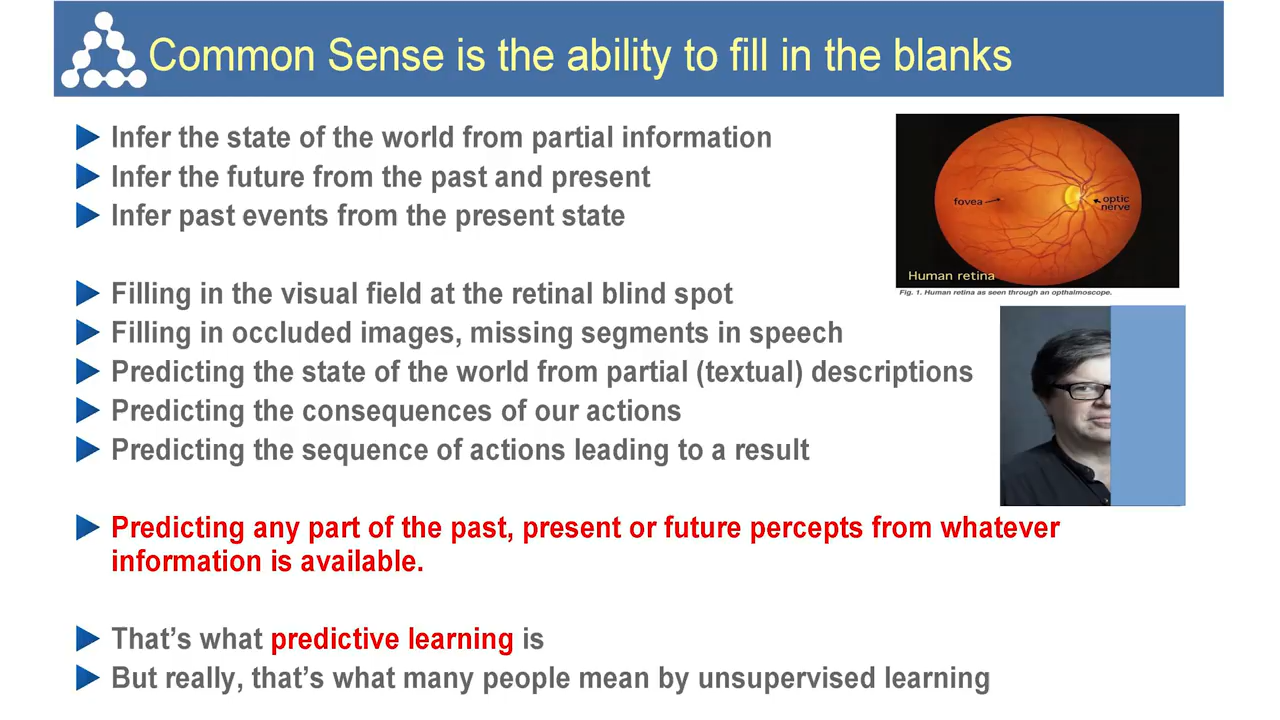 Common Sense is the ability to fill in the blanks
Infer the state of the world from partial information
Infer the future from the past and present
Infer past events from the present state
Filling in the visual field at the retinal blind spot
Filling in occluded images, missing segments in speech
Predicting the state of the world from partial (textual) descriptions
Predicting the consequences of our actions
Predicting the sequence of actions leading to a result
Predicting any part of the past, present or future percepts from whatever
information is available.
That's what predictive learning is
But really, that's what many people mean by unsupervised learning
fovea
optic
nerve
Human retina
Fig. 1. Human retina as seen through an opthalmoscope.